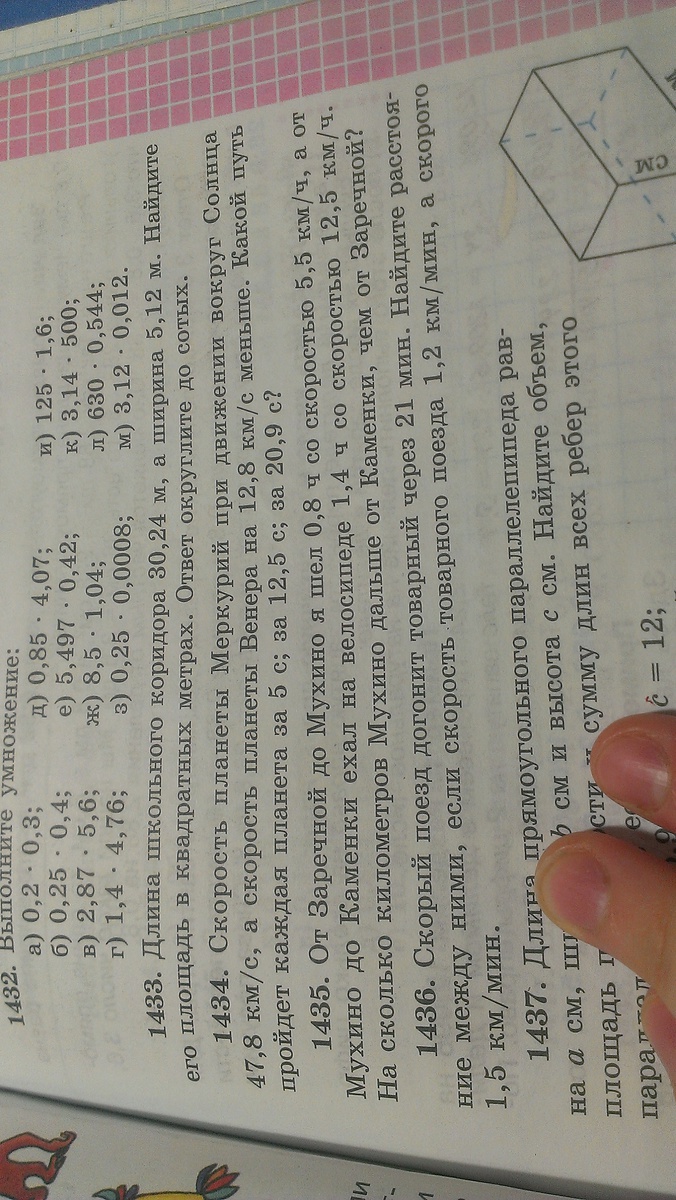 1432. Выполните умножение:
а) 0,2 · 0,3; д) 0,85 · 4,07; и) 125 · 1,6;
б) 0,25 · 0,4; е) 5,497 · 0,42; к) 3,14 · 500;
в) 2,87 · 5,6; ж) 8,5 · 1,04; л) 630 · 0,544;
г) 1,4 · 4,76; з) 0,25 · 0,0008; м) 3,12 · 0,012.
1433. Длина школьного коридора 30,24 м, а ширина 5,12 м. Найдите
его площадь в квадратных метрах. Ответ округлите до сотых.
1434. Скорость планеты Меркурий при движении вокруг Солнца
47,8 км/с, а скорость планеты Венера на 12,8 км/с меньше. Какой путь
пройдет каждая планета за 5 с; за 12,5 с; за 20,9 с?
1435. От Заречной до Мухино я шел 0,8 ч со скоростью 5,5 км/ч, а от
Мухино до Каменки ехал на велосипеде 1,4 ч со скоростью 12,5 км/ч.
На сколько километров Мухино дальше от Каменки, чем от Заречной?
1436. Скорый поезд догонит товарный через 21 мин. Найдите расстоя-
ние между ними, если скорость товарного поезда 1,2 км/мин, а скорого
1,5 км/мин.
1437. Длина прямоугольного параллелепипеда рав-
на a см, b см и высота c см. Найдите объем,
площадь и сумму длин всех ребер этого
c = 12;
см